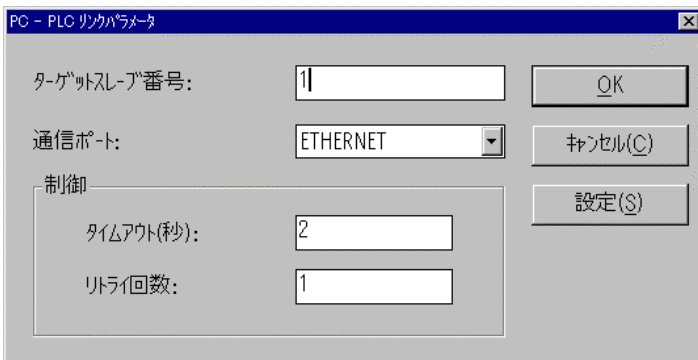 PC - PLC ﾘﾝｸﾊﾟﾗﾒｰﾀ
ﾀｰｹﾞｯﾄｽﾚｰﾌﾞ番号: 1
OK
通信ﾎﾟｰﾄ: ETHERNET
ｷｬﾝｾﾙ(C)
制御
設定(S)
ﾀｲﾑｱｳﾄ(秒): 2
ﾘﾄﾗｲ回数: 1